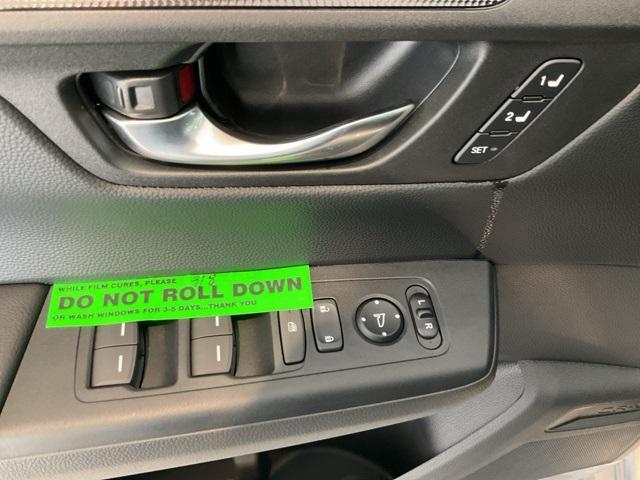 1
2
SET
WHILE FILM CURES, PLEASE
DO NOT ROLL DOWN
OR WASH WINDOWS FOR 3-5 DAYS...THANK YOU
L
R